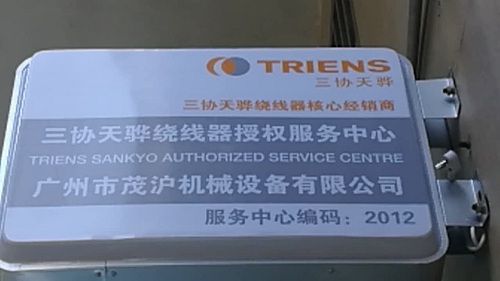 TRIENS
三协天骅
三协天骅绕线器核心经销商
三协天骅绕线器授权服务中心
TRIENS SANKYO AUTHORIZED SERVICE CENTRE
广州市茂沪机械设备有限公司
服务中心编码：2012